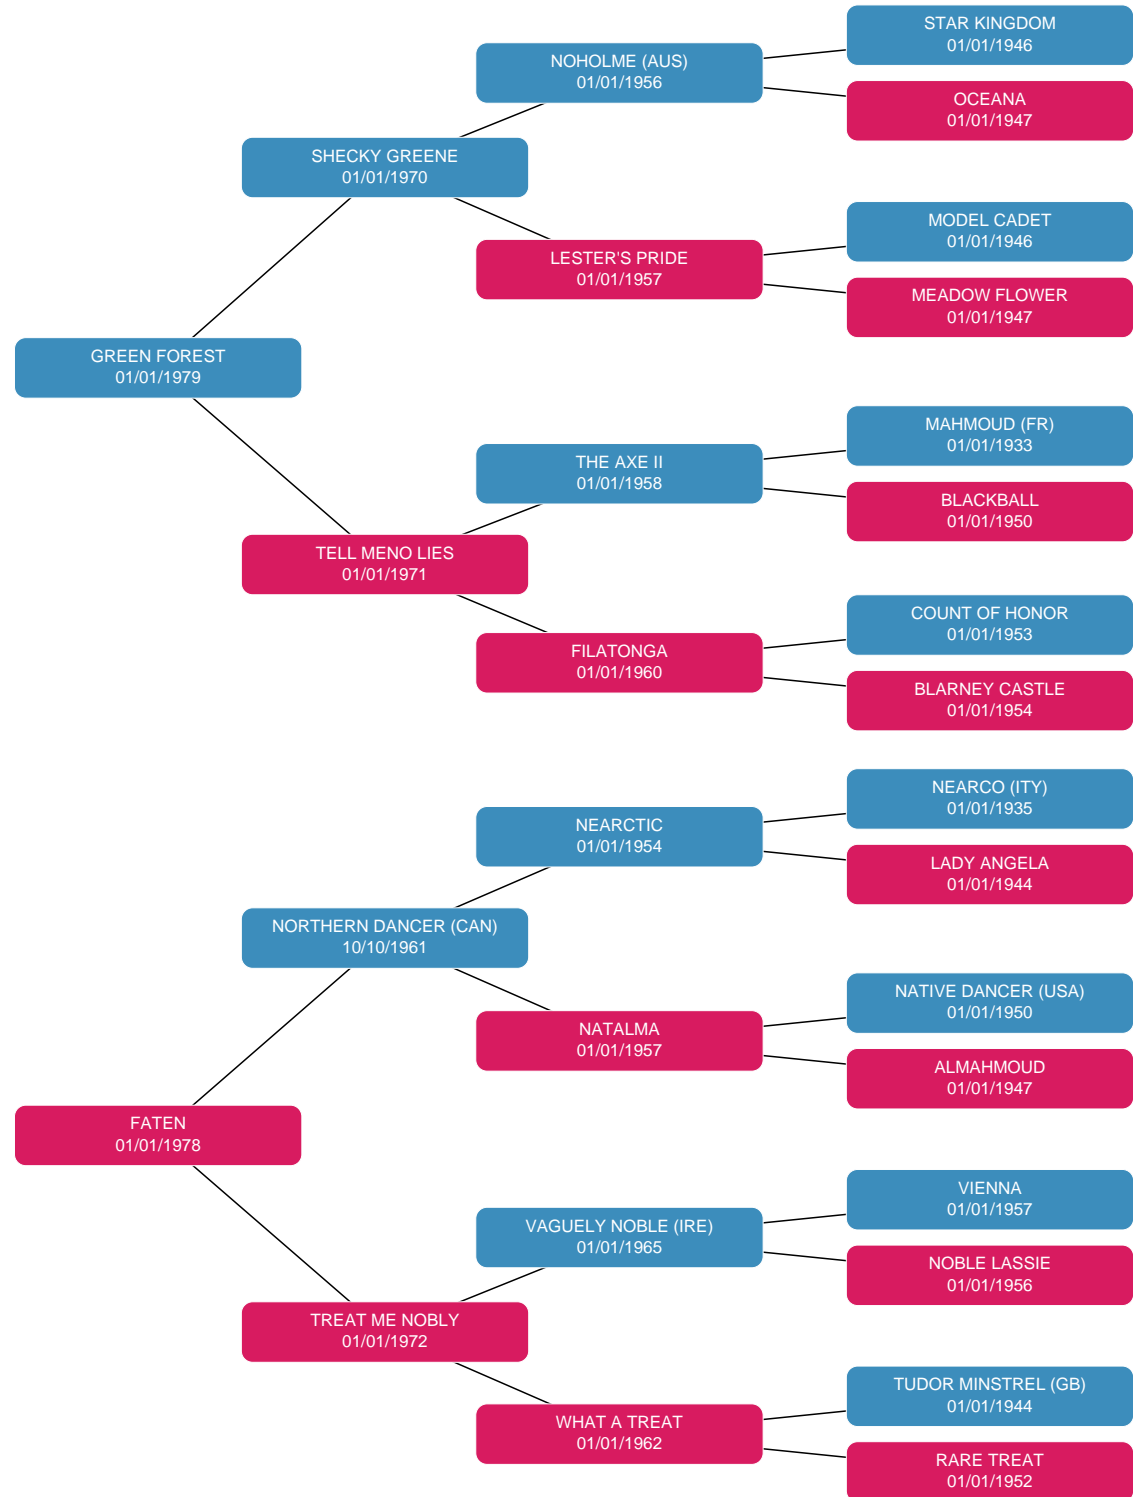 STAR KINGDOM
01/01/1946
NOHOLME (AUS)
01/01/1956
OCEANA
01/01/1947
SHECKY GREENE
01/01/1970
MODEL CADET
01/01/1946
LESTER'S PRIDE
01/01/1957
MEADOW FLOWER
01/01/1947
GREEN FOREST
01/01/1979
MAHMOUD (FR)
01/01/1933
THE AXE II
01/01/1958
BLACKBALL
01/01/1950
TELL MENO LIES
01/01/1971
COUNT OF HONOR
01/01/1953
FILATONGA
01/01/1960
BLARNEY CASTLE
01/01/1954
NEARCO (ITY)
01/01/1935
NEARCTIC
01/01/1954
LADY ANGELA
01/01/1944
NORTHERN DANCER (CAN)
10/10/1961
NATIVE DANCER (USA)
01/01/1950
NATALMA
01/01/1957
ALMAHMOUD
01/01/1947
FATEN
01/01/1978
VIENNA
01/01/1957
VAGUELY NOBLE (IRE)
01/01/1965
NOBLE LASSIE
01/01/1956
TREAT ME NOBLY
01/01/1972
TUDOR MINSTREL (GB)
01/01/1944
WHAT A TREAT
01/01/1962
RARE TREAT
01/01/1952